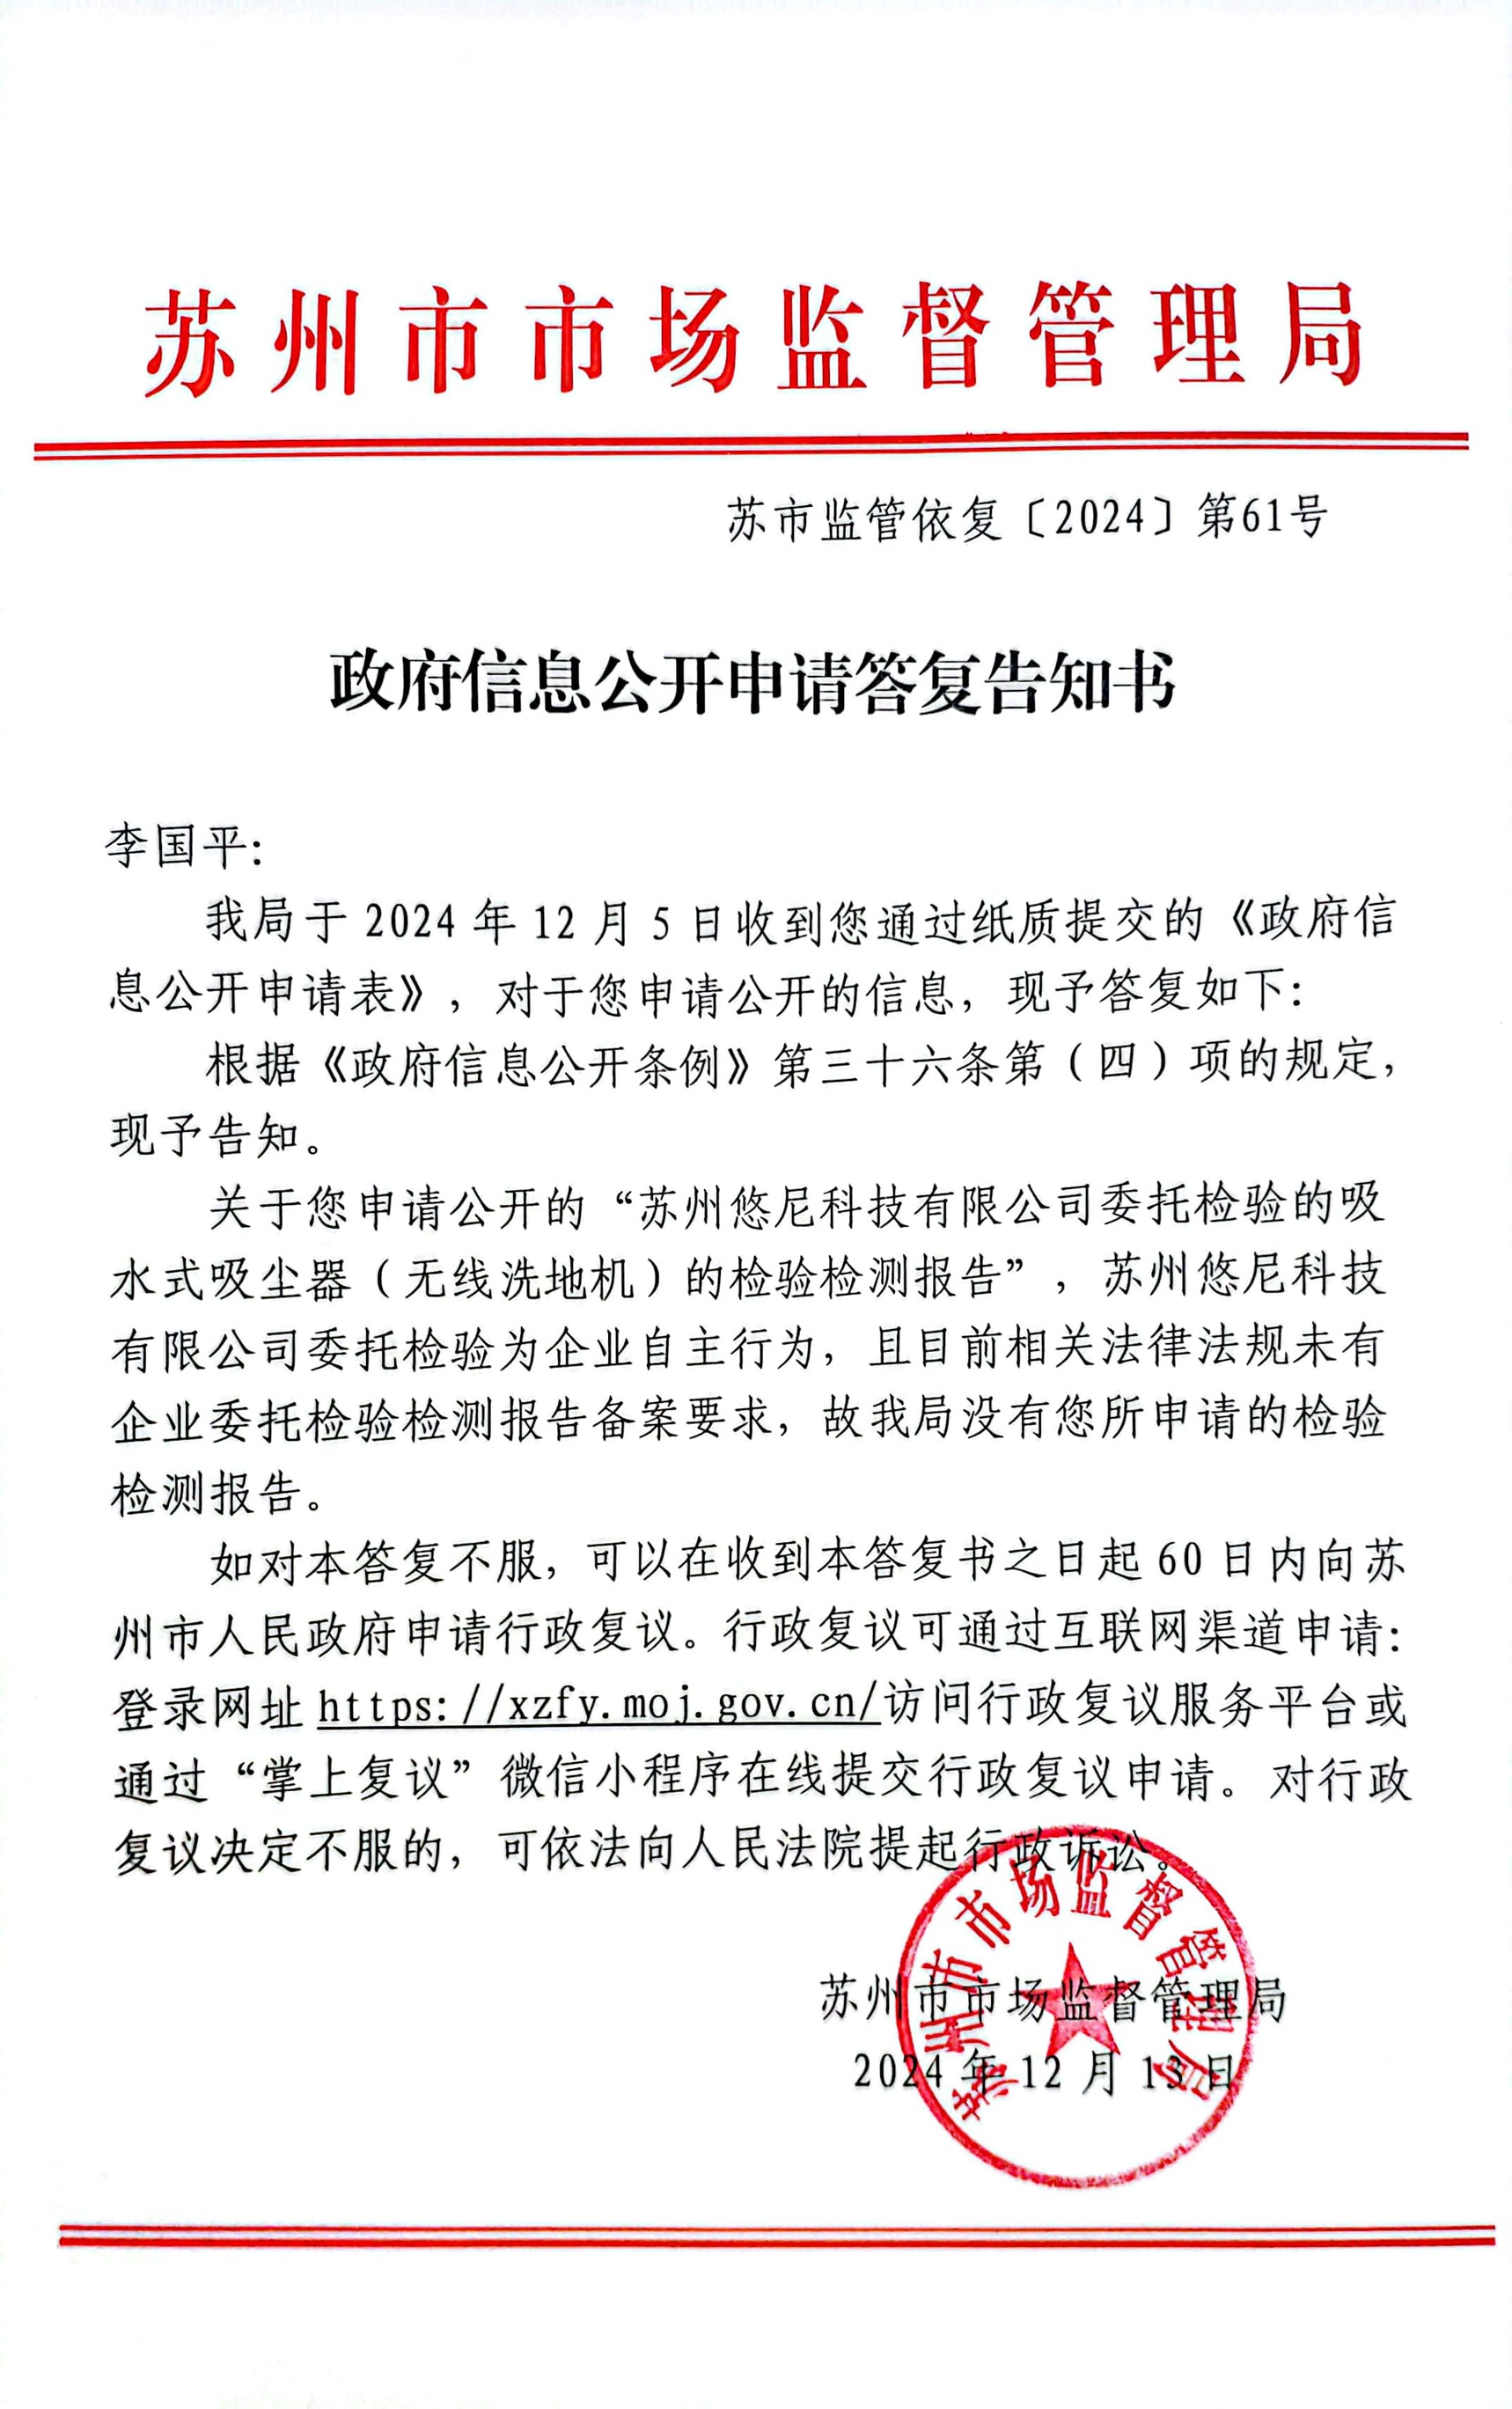 苏州市市场监督管理局
苏市监管依复〔2024〕第61号
政府信息公开申请答复告知书
李国平:
我局于 2024 年 12 月 5 日收到您通过纸质提交的《政府信
息公开申请表》,对于您申请公开的信息,现予答复如下:
根据《政府信息公开条例》第三十六条第(四)项的规定,
现予告知。
关于您申请公开的“苏州悠尼科技有限公司委托检验的吸
水式吸尘器(无线洗地机)的检验检测报告”,苏州悠尼科技
有限公司委托检验为企业自主行为,且目前相关法律法规未有
企业委托检验检测报告备案要求,故我局没有您所申请的检验
检测报告。
如对本答复不服,可以在收到本答复书之日起 60 日内向苏
州市人民政府申请行政复议。行政复议可通过互联网渠道申请:
登录网址 https://xzfy.moj.gov.cn/访问行政复议服务平台或
通过“掌上复议”微信小程序在线提交行政复议申请。对行政
复议决定不服的,可依法向人民法院提起行政诉讼。
苏州市市场监督管理局
苏州市市场监督管理局
2024 年 12 月 13 日